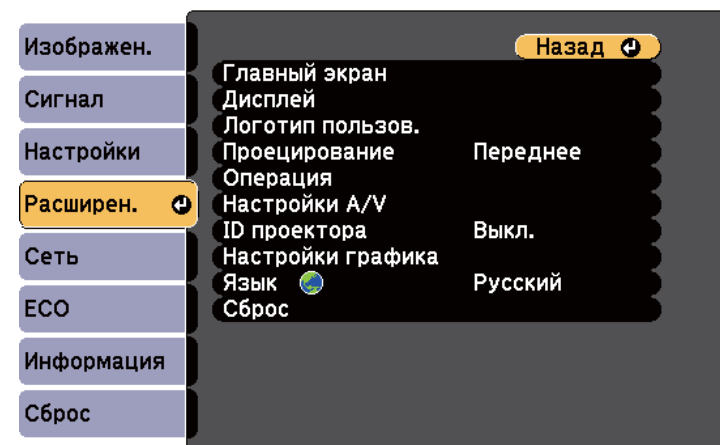 Изображен.
Сигнал
Настройки
Расширен.
Сеть
ECO
Информация
Сброс
Назад
Главный экран
Дисплей
Логотип пользов.
Проецирование Переднее
Операция
Настройки A/V
ID проектора Выкл.
Настройки графика
Язык Русский
Сброс